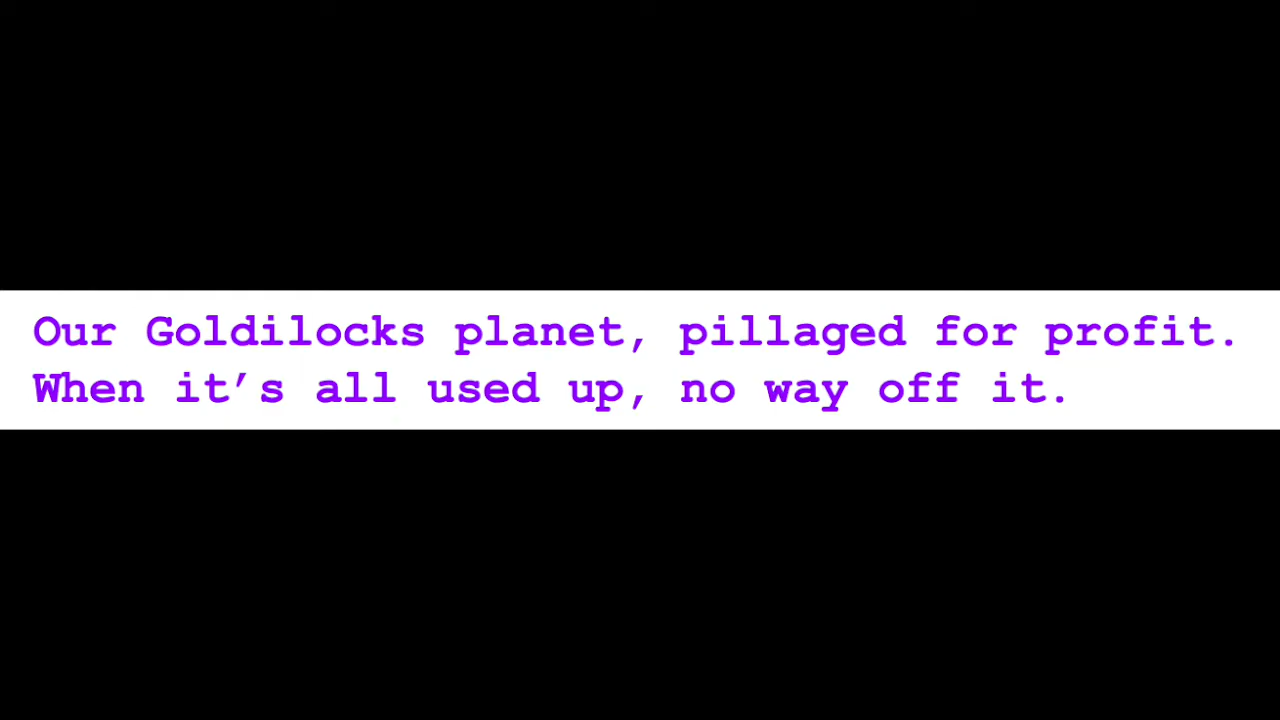 Our Goldilocks planet, pillaged for profit.
When it’s all used up, no way off it.